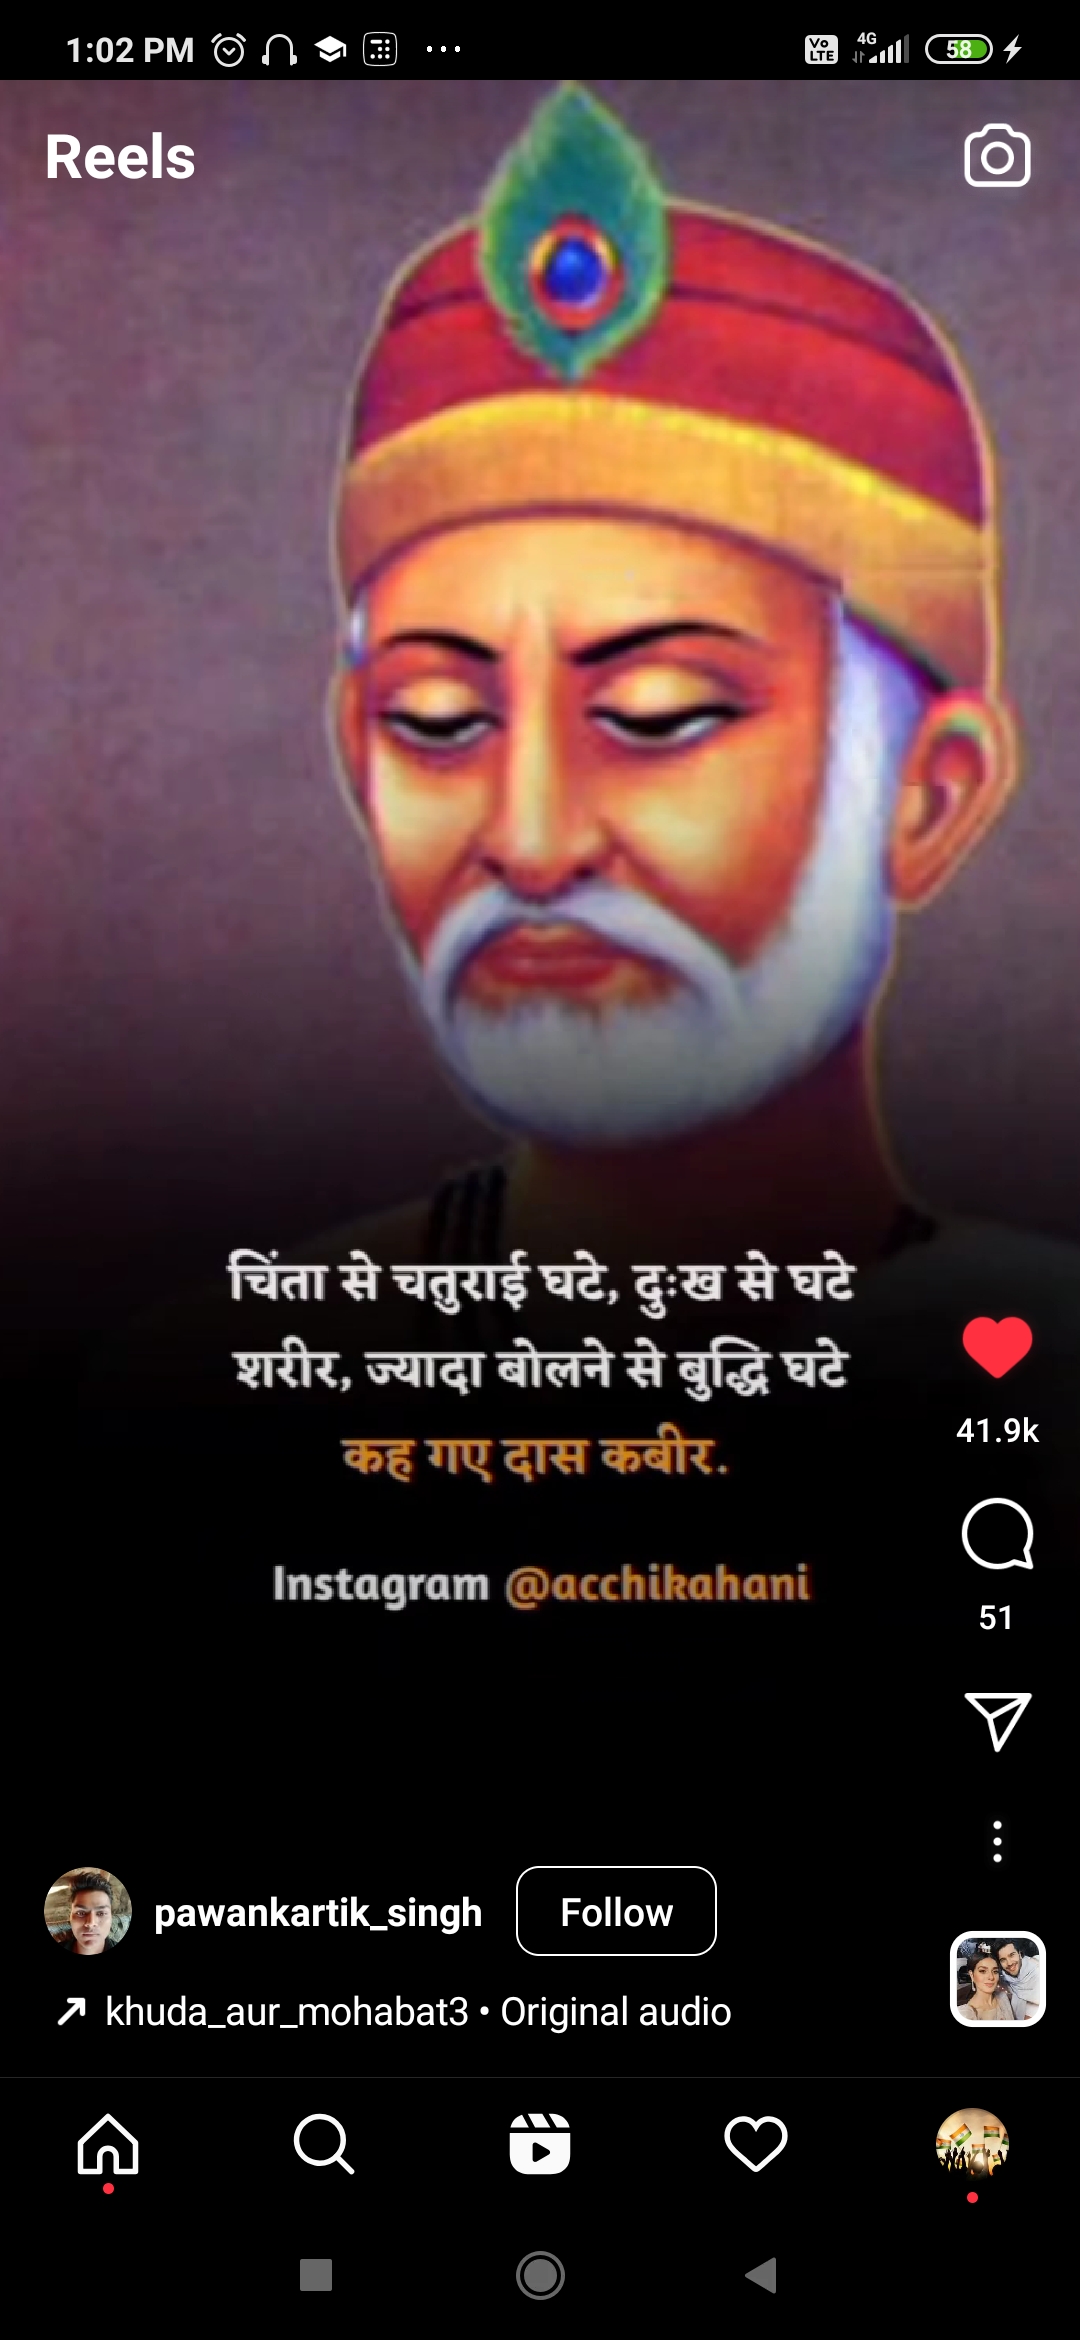 1:02 PM
Vo LTE
4G
58
Reels
चिंता से चतुराई घटे, दुःख से घटे
शरीर, ज्यादा बोलने से बुद्धि घटे
कह गए दास कबीर.
Instagram @acchikahani
41.9k
51
pawankartik_singh
Follow
khuda_aur_mohabat3 • Original audio